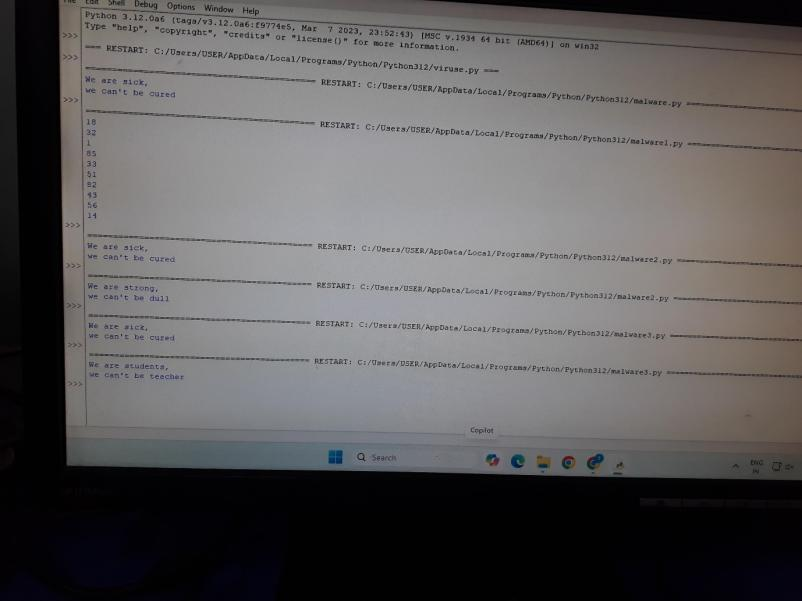 File Edit Shell Debug Options Window Help
Python 3.12.0a6 (tags/v3.12.0a6:f9774e5, Mar  7 2023, 23:52:43) [MSC v.1934 64 bit (AMD64)] on win32
Type "help", "copyright", "credits" or "license()" for more information.
>>>
=== RESTART: C:/Users/USER/AppData/Local/Programs/Python/Python312/viruse.py ===
>>>
RESTART: C:/Users/USER/AppData/Local/Programs/Python/Python312/malware.py
We are sick,
we can't be cured
>>>
RESTART: C:/Users/USER/AppData/Local/Programs/Python/Python312/malware1.py
18
32
1
85
33
51
82
43
56
14
>>>
RESTART: C:/Users/USER/AppData/Local/Programs/Python/Python312/malware2.py
We are sick,
we can't be cured
>>>
RESTART: C:/Users/USER/AppData/Local/Programs/Python/Python312/malware2.py
We are strong,
we can't be dull
>>>
RESTART: C:/Users/USER/AppData/Local/Programs/Python/Python312/malware3.py
We are sick,
we can't be cured
>>>
RESTART: C:/Users/USER/AppData/Local/Programs/Python/Python312/malware3.py
We are students,
we can't be teacher
>>>
Copilot
Search
ENG
IN